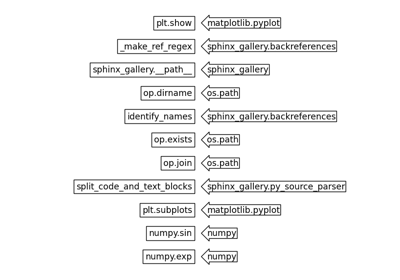 plt.show matplotlib.pyplot
_make_ref_regex sphinx_gallery.backreferences
sphinx_gallery.__path__ sphinx_gallery
op.dirname os.path
identify_names sphinx_gallery.backreferences
op.exists os.path
op.join os.path
split_code_and_text_blocks sphinx_gallery.py_source_parser
plt.subplots matplotlib.pyplot
numpy.sin numpy
numpy.exp numpy